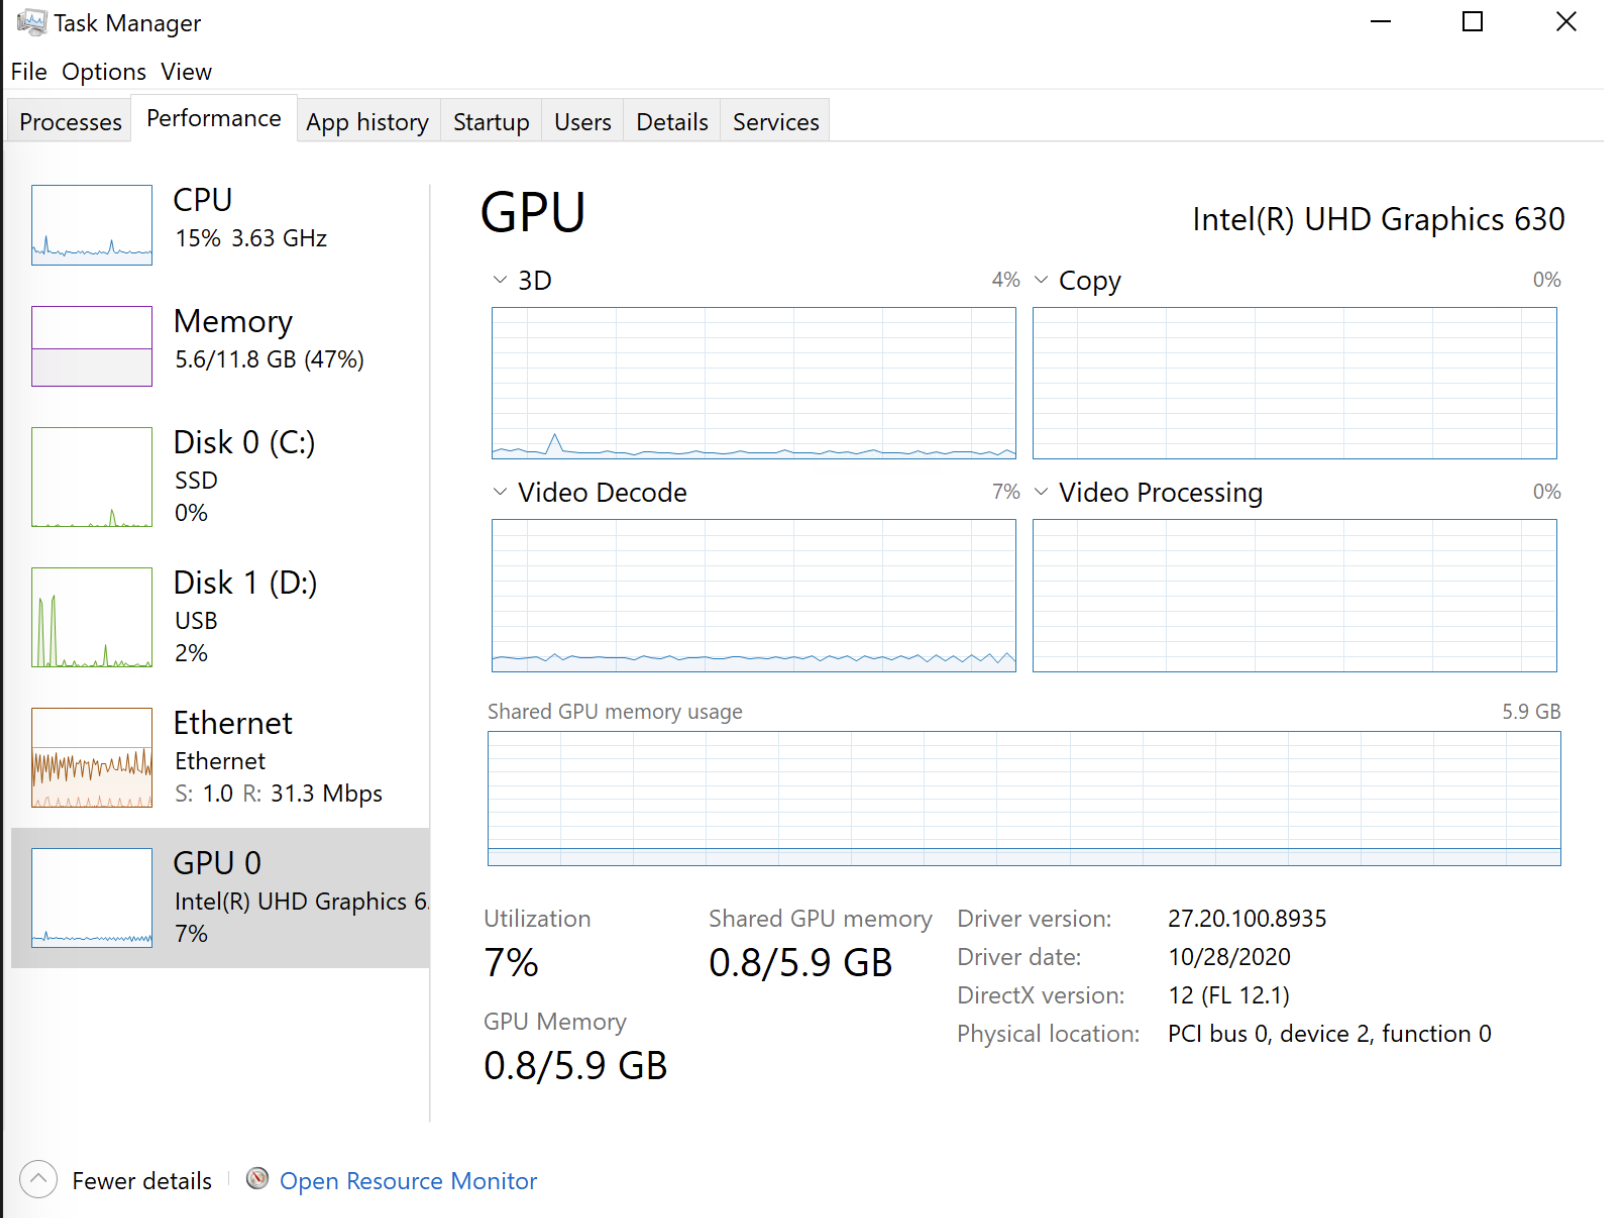 Task Manager
File Options View
Processes Performance App history Startup Users Details Services
CPU
15% 3.63 GHz
Memory
5.6/11.8 GB (47%)
Disk 0 (C:)
SSD
0%
Disk 1 (D:)
USB
2%
Ethernet
Ethernet
S: 1.0 R: 31.3 Mbps
GPU 0
Intel(R) UHD Graphics 6
7%
GPU
Intel(R) UHD Graphics 630
3D 4%
Copy 0%
Video Decode 7%
Video Processing 0%
Shared GPU memory usage 5.9 GB
Utilization
7%
Shared GPU memory
0.8/5.9 GB
GPU Memory
0.8/5.9 GB
Driver version: 27.20.100.8935
Driver date: 10/28/2020
DirectX version: 12 (FL 12.1)
Physical location: PCI bus 0, device 2, function 0
Fewer details Open Resource Monitor